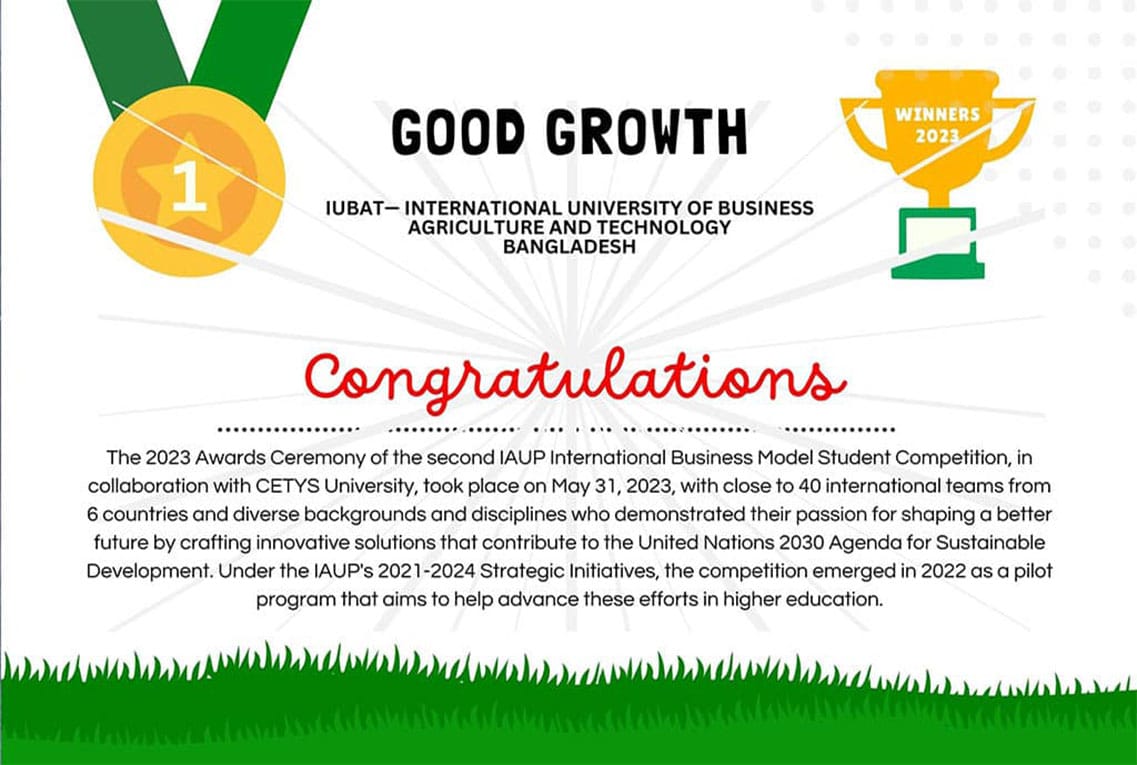 1
GOOD GROWTH
WINNERS
2023
IUBAT— INTERNATIONAL UNIVERSITY OF BUSINESS
AGRICULTURE AND TECHNOLOGY
BANGLADESH
Congratulations
The 2023 Awards Ceremony of the second IAUP International Business Model Student Competition, in
collaboration with CETYS University, took place on May 31, 2023, with close to 40 international teams from
6 countries and diverse backgrounds and disciplines who demonstrated their passion for shaping a better
future by crafting innovative solutions that contribute to the United Nations 2030 Agenda for Sustainable
Development. Under the IAUP's 2021-2024 Strategic Initiatives, the competition emerged in 2022 as a pilot
program that aims to help advance these efforts in higher education.